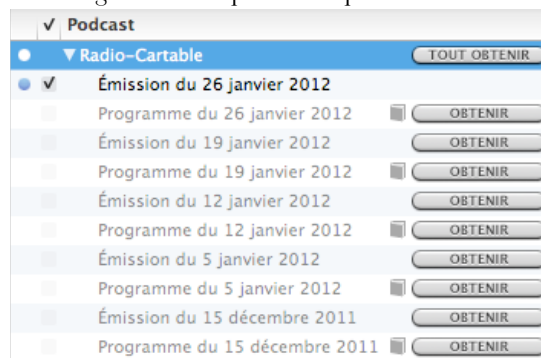 ✓ Podcast
▼ Radio-Cartable TOUT OBTENIR
✓ Émission du 26 janvier 2012
Programme du 26 janvier 2012 OBTENIR
Émission du 19 janvier 2012 OBTENIR
Programme du 19 janvier 2012 OBTENIR
Émission du 12 janvier 2012 OBTENIR
Programme du 12 janvier 2012 OBTENIR
Émission du 5 janvier 2012 OBTENIR
Programme du 5 janvier 2012 OBTENIR
Émission du 15 décembre 2011 OBTENIR
Programme du 15 décembre 2011 OBTENIR